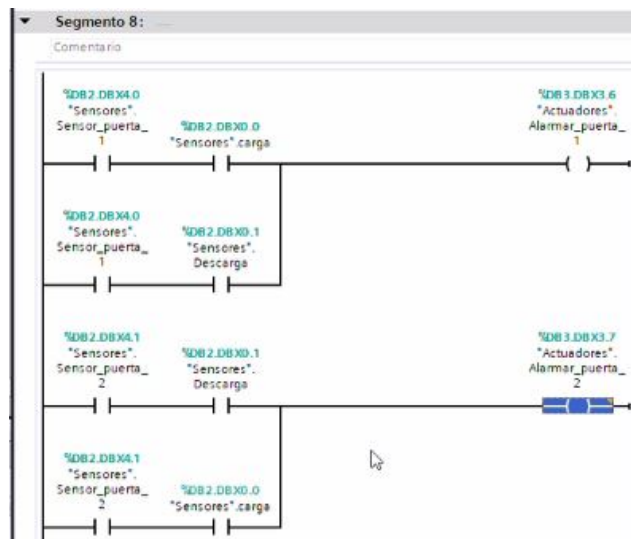 Segmento 8:
Comentario
%DB2.DBX4.0
"Sensores".
Sensor_puerta_
1
%DB2.DBX0.0
"Sensores".carga
%DB3.DBX3.6
"Actuadores".
Alarmar_puerta_
1
%DB2.DBX4.0
"Sensores".
Sensor_puerta_
1
%DB2.DBX0.1
"Sensores".
Descarga
%DB2.DBX4.1
"Sensores".
Sensor_puerta_
2
%DB2.DBX0.1
"Sensores".
Descarga
%DB3.DBX3.7
"Actuadores".
Alarmar_puerta_
2
%DB2.DBX4.1
"Sensores".
Sensor_puerta_
2
%DB2.DBX0.0
"Sensores".carga